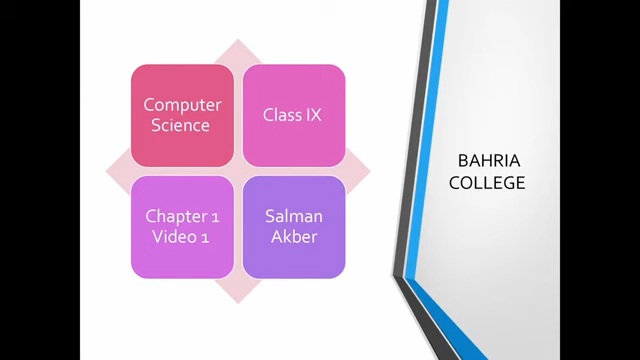 Computer
Science
Class IX
Chapter 1
Video 1
Salman
Akber
BAHRIA
COLLEGE